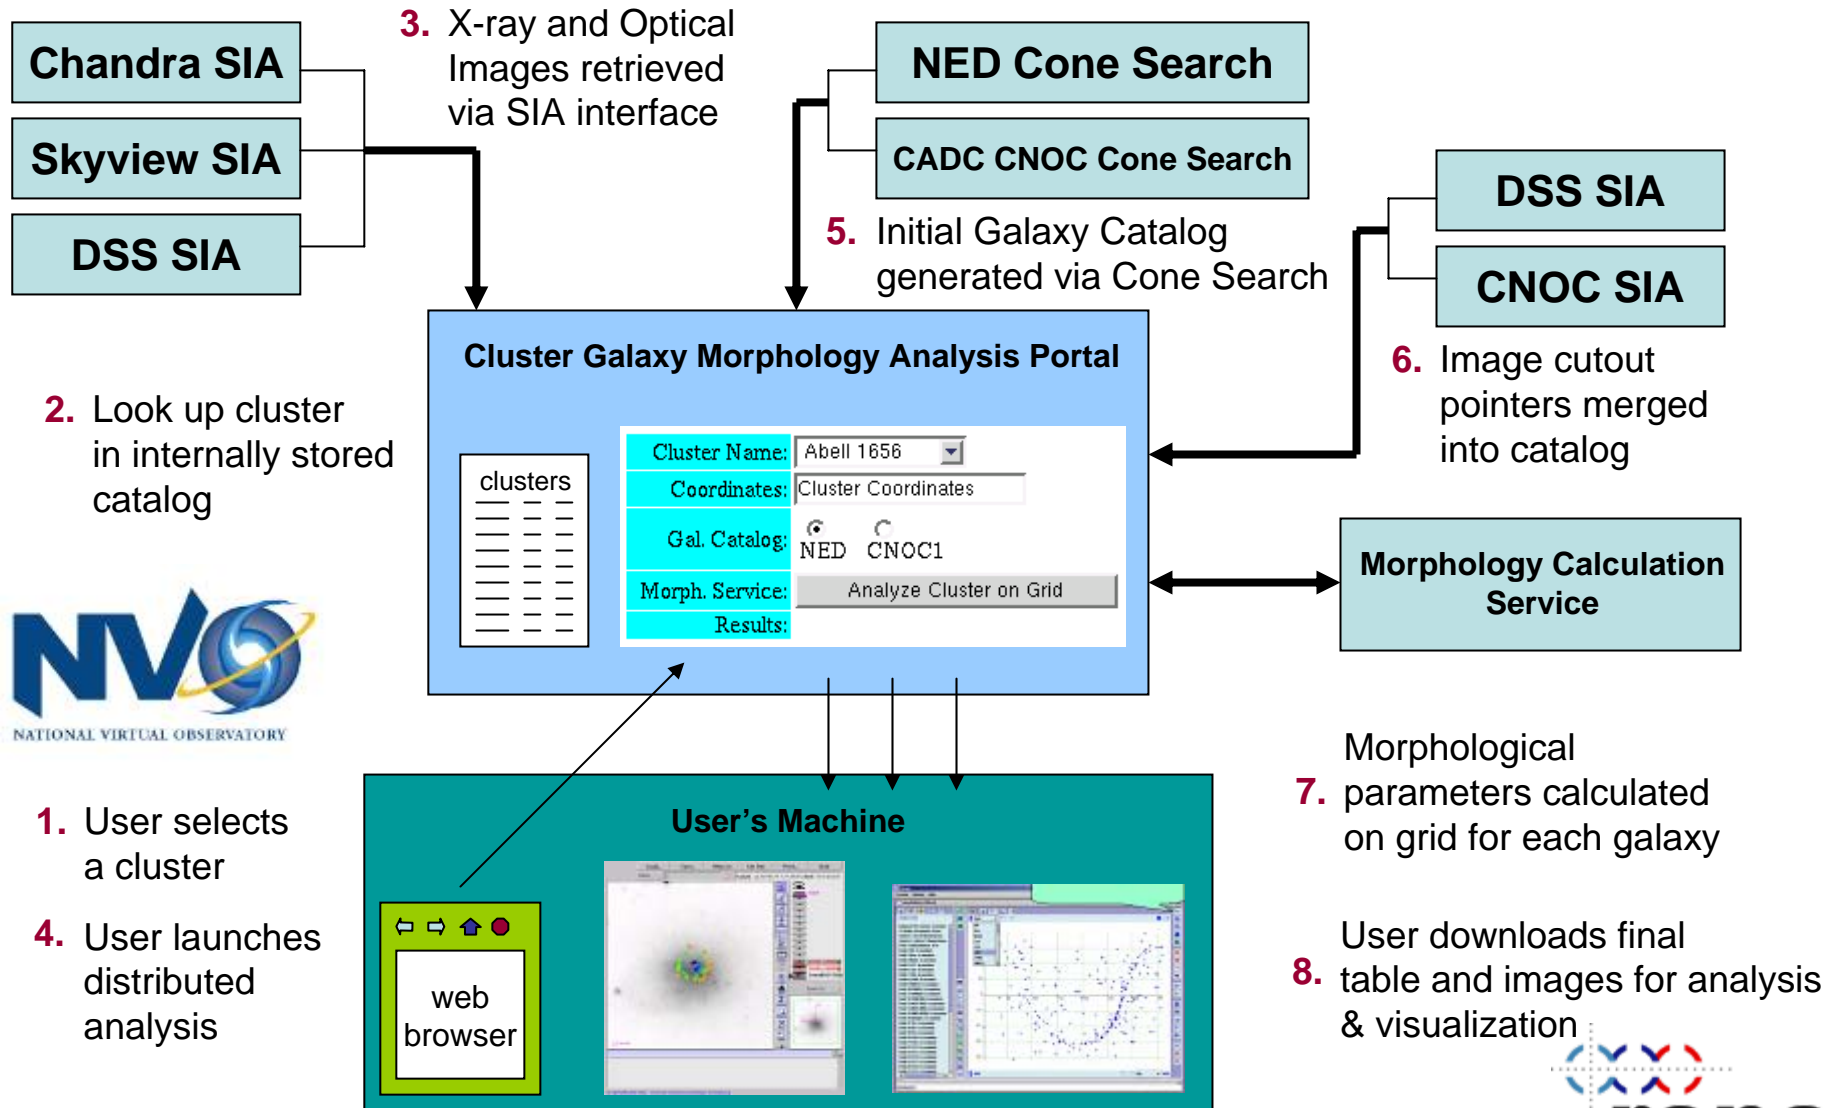 3. X-ray and Optical
Images retrieved
via SIA interface
Chandra SIA
Skyview SIA
DSS SIA
NED Cone Search
CADC CNOC Cone Search
5. Initial Galaxy Catalog
generated via Cone Search
DSS SIA
CNOC SIA
6. Image cutout
pointers merged
into catalog
2. Look up cluster
in internally stored
catalog
Cluster Galaxy Morphology Analysis Portal
clusters
Cluster Name: Abell 1656
Coordinates: Cluster Coordinates
Gal. Catalog: NED CNOC1
Morph. Service: Analyze Cluster on Grid
Results:
Morphology Calculation
Service
NVO
NATIONAL VIRTUAL OBSERVATORY
1. User selects
a cluster
4. User launches
distributed
analysis
User's Machine
web
browser
Morphological
7. parameters calculated
on grid for each galaxy
User downloads final
8. table and images for analysis
& visualization